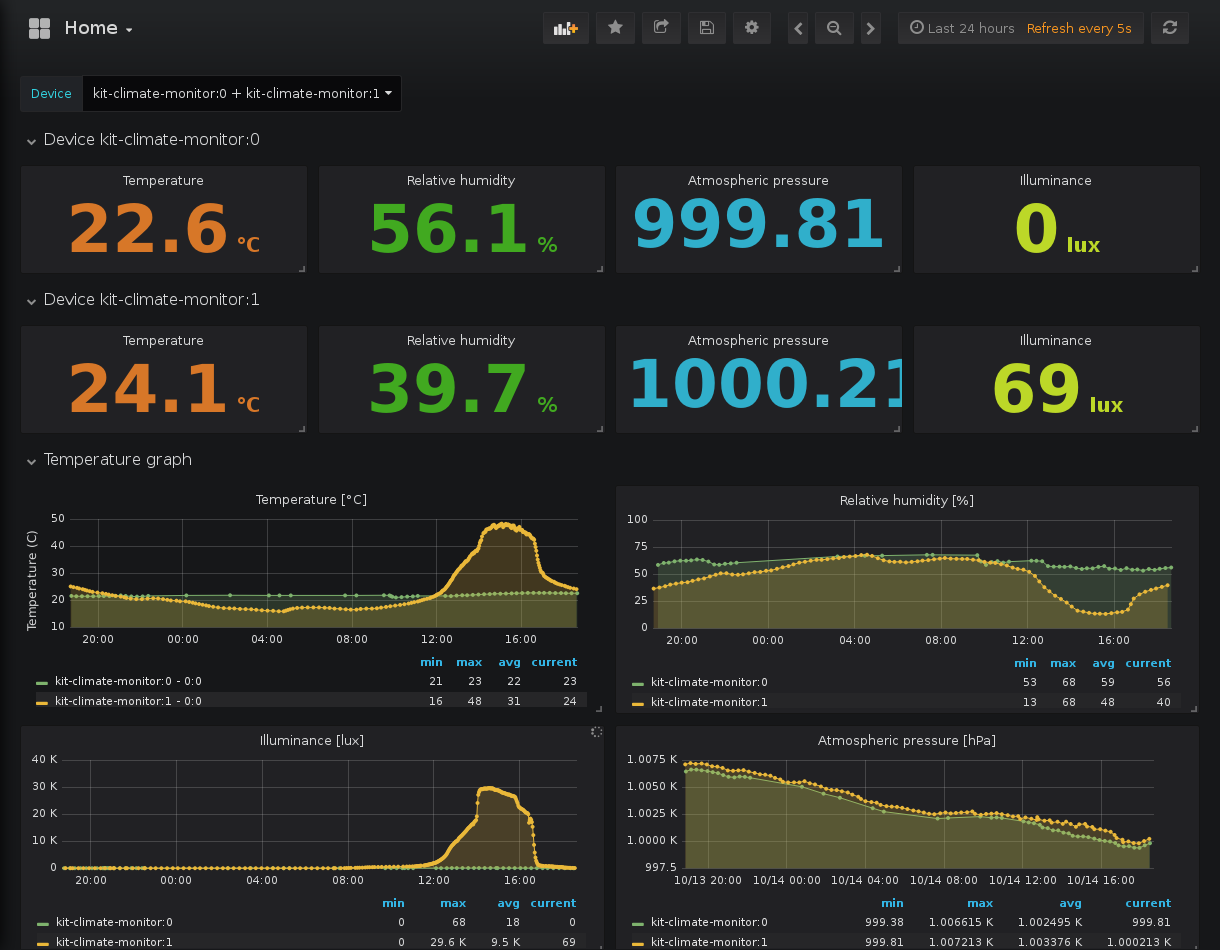 Home
Last 24 hours Refresh every 5s
Device kit-climate-monitor:0 + kit-climate-monitor:1
Device kit-climate-monitor:0
Temperature Relative humidity Atmospheric pressure Illuminance
22.6 °C 56.1 % 999.81 0 lux
Device kit-climate-monitor:1
Temperature Relative humidity Atmospheric pressure Illuminance
24.1 °C 39.7 % 1000.21 69 lux
Temperature graph
Temperature [°C]
Temperature (C)
50
40
30
20
10
20:00 00:00 04:00 08:00 12:00 16:00
min max avg current
kit-climate-monitor:0 - 0:0 21 23 22 23
kit-climate-monitor:1 - 0:0 16 48 31 24
Relative humidity [%]
100
75
50
25
0
20:00 00:00 04:00 08:00 12:00 16:00
min max avg current
kit-climate-monitor:0 53 68 59 56
kit-climate-monitor:1 13 68 48 40
Illuminance [lux]
40 K
30 K
20 K
10 K
0
20:00 00:00 04:00 08:00 12:00 16:00
min max avg current
kit-climate-monitor:0 0 68 18 0
kit-climate-monitor:1 0 29.6 K 9.5 K 69
Atmospheric pressure [hPa]
1.0075 K
1.0050 K
1.0025 K
1.0000 K
997.5
10/13 20:00 10/14 00:00 10/14 04:00 10/14 08:00 10/14 12:00 10/14 16:00
min max avg current
kit-climate-monitor:0 999.38 1.006615 K 1.002495 K 999.81
kit-climate-monitor:1 999.81 1.007213 K 1.003376 K 1.000213 K